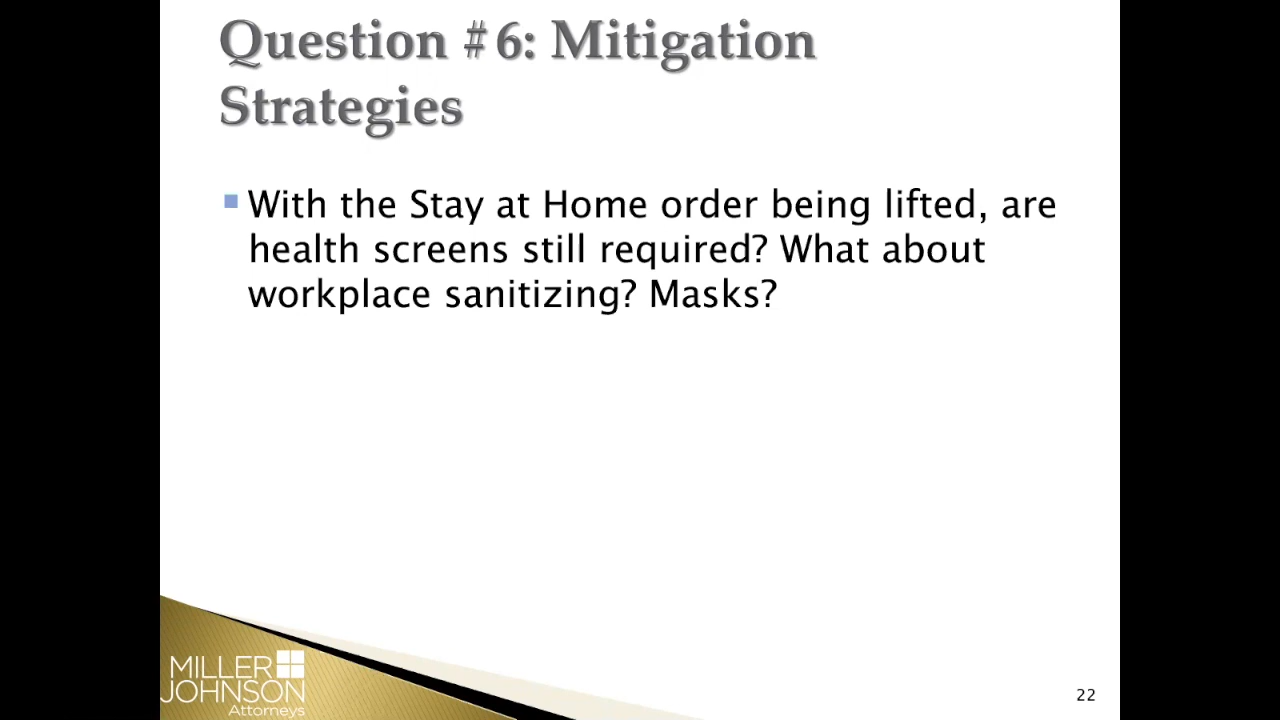 Question #6: Mitigation
Strategies
With the Stay at Home order being lifted, are
health screens still required? What about
workplace sanitizing? Masks?
MILLER
JOHNSON
Attorneys
22